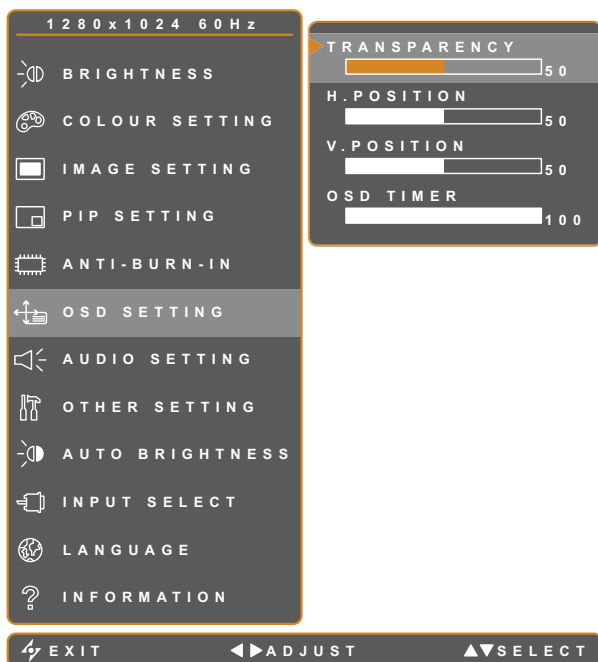 1280x1024 60Hz
BRIGHTNESS
COLOUR SETTING
IMAGE SETTING
PIP SETTING
ANTI-BURN-IN
OSD SETTING
AUDIO SETTING
OTHER SETTING
AUTO BRIGHTNESS
INPUT SELECT
LANGUAGE
INFORMATION
TRANSPARENCY
50
H.POSITION
50
V.POSITION
50
OSD TIMER
100
EXIT ADJUST SELECT